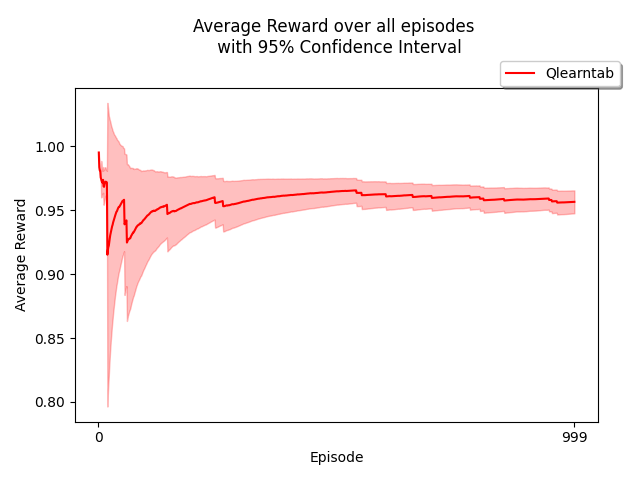 Average Reward over all episodes
with 95% Confidence Interval
Qlearntab
1.00
0.95
0.90
0.85
0.80
Average Reward
0
999
Episode